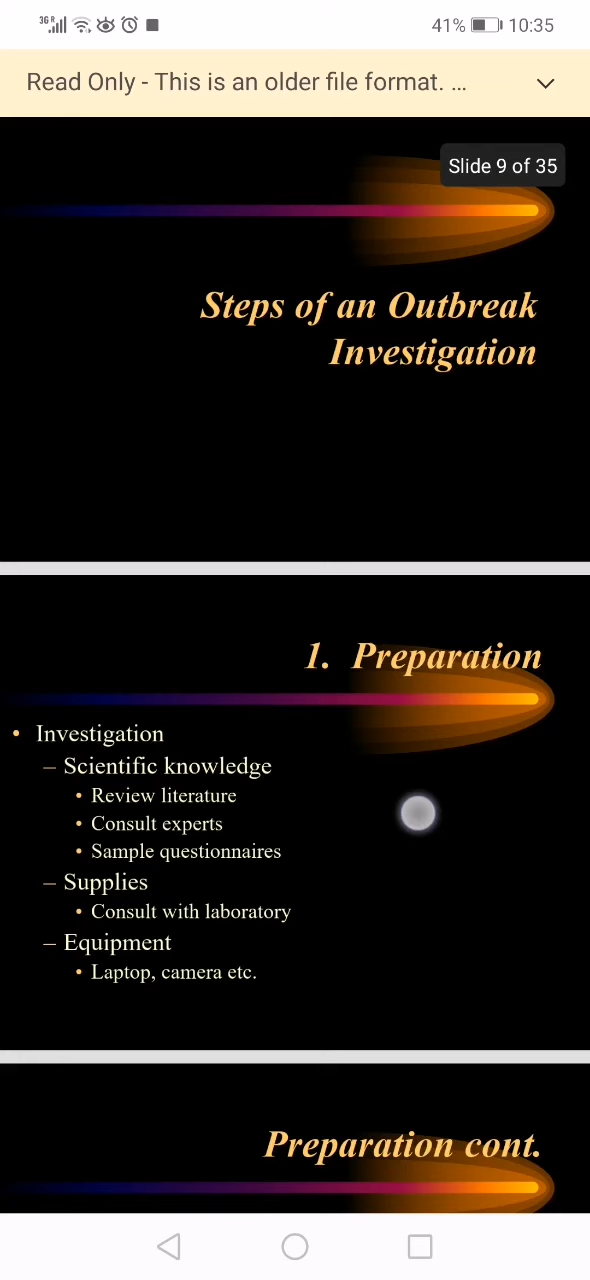 3G R 41% 10:35
Read Only - This is an older file format. ...
Slide 9 of 35
Steps of an Outbreak
Investigation
1. Preparation
• Investigation
– Scientific knowledge
• Review literature
• Consult experts
• Sample questionnaires
– Supplies
• Consult with laboratory
– Equipment
• Laptop, camera etc.
Preparation cont.